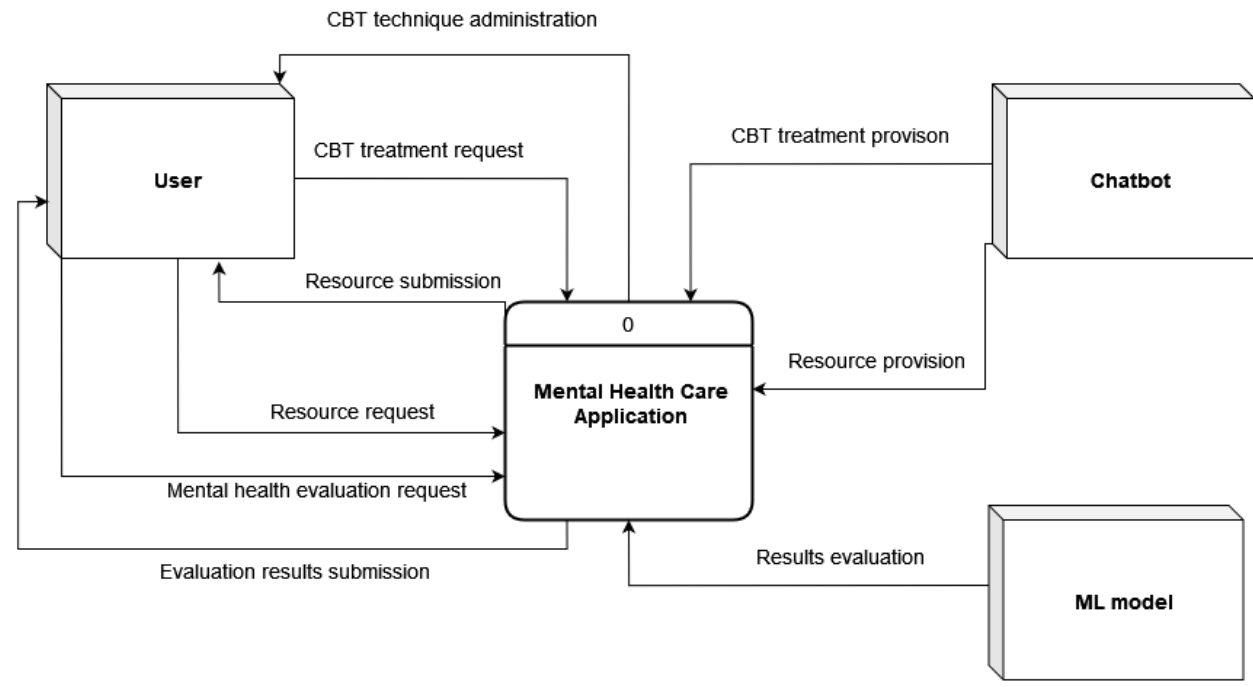 CBT technique administration
CBT treatment request
CBT treatment provison
User
Chatbot
Resource submission
0
Resource provision
Mental Health Care
Application
Resource request
Mental health evaluation request
Results evaluation
Evaluation results submission
ML model